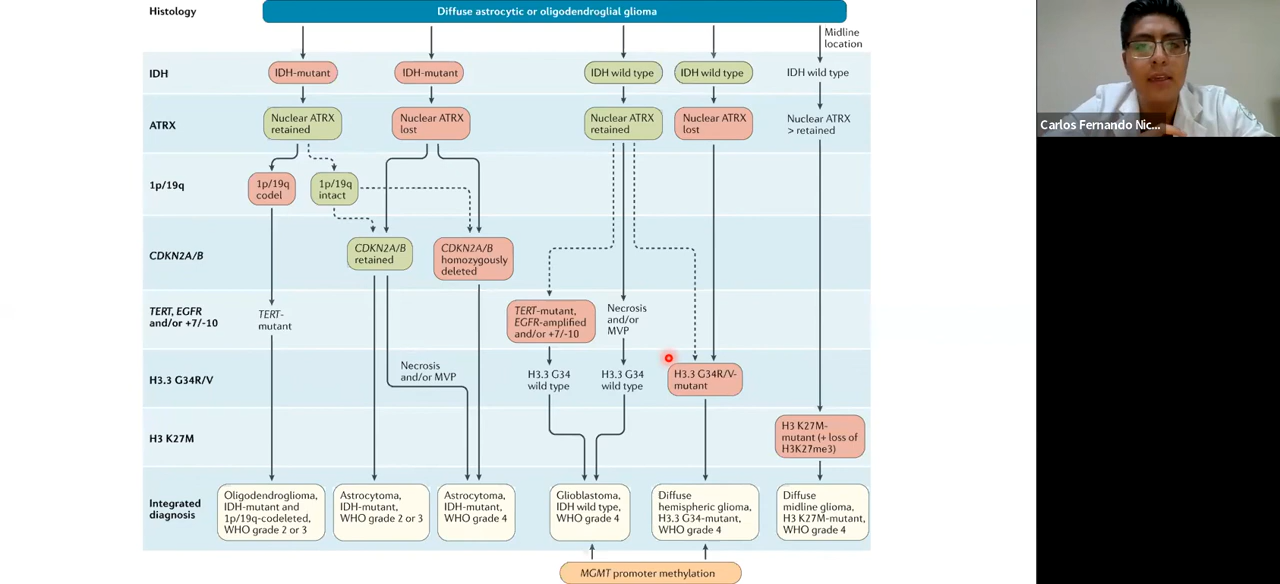 Histology
Diffuse astrocytic or oligodendroglial glioma
Midline
location
IDH
IDH-mutant
IDH-mutant
IDH wild type
IDH wild type
IDH wild type
ATRX
Nuclear ATRX
retained
Nuclear ATRX
lost
Nuclear ATRX
retained
Nuclear ATRX
lost
Nuclear ATRX
> retained
1p/19q
1p/19q
codel
1p/19q
intact
CDKN2A/B
CDKN2A/B
retained
CDKN2A/B
homozygously
deleted
TERT, EGFR
and/or +7/-10
TERT-
mutant
TERT-mutant,
EGFR-amplified
and/or +7/-10
Necrosis
and/or
MVP
H3.3 G34R/V
Necrosis
and/or MVP
H3.3 G34
wild type
H3.3 G34
wild type
H3.3 G34R/V-
mutant
H3 K27M
H3 K27M-
mutant (+ loss of
H3K27me3)
Integrated
diagnosis
Oligodendroglioma,
IDH-mutant and
1p/19q-codeleted,
WHO grade 2 or 3
Astrocytoma,
IDH-mutant,
WHO grade 2 or 3
Astrocytoma,
IDH-mutant,
WHO grade 4
Glioblastoma,
IDH wild type,
WHO grade 4
Diffuse
hemispheric glioma,
H3.3 G34-mutant,
WHO grade 4
Diffuse
midline glioma,
H3 K27M-mutant,
WHO grade 4
MGMT promoter methylation
Carlos Fernando Nic...